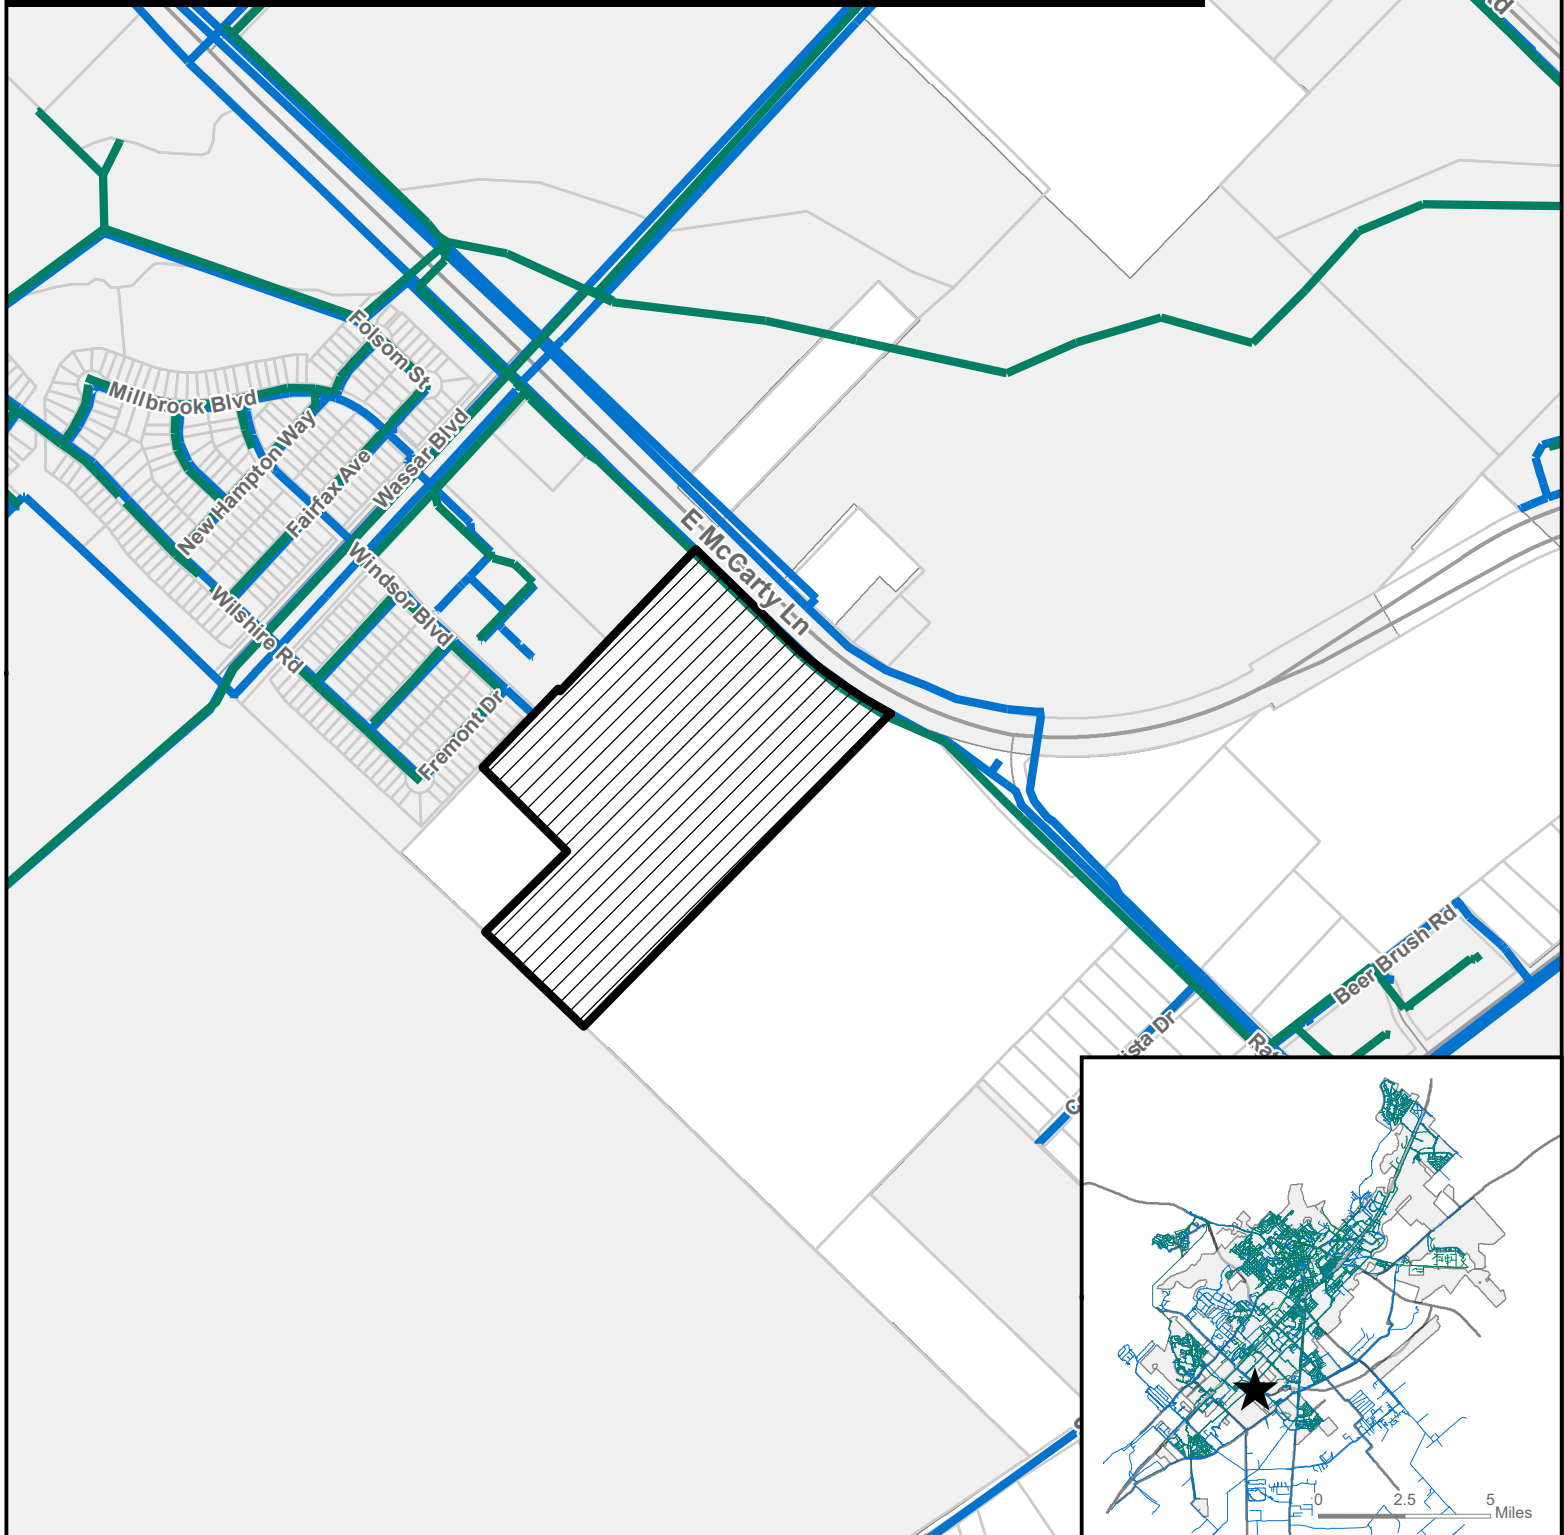 Folsom St
Millbrook Blvd
New Hampton Way
Fairfax Ave
Wassar Blvd
E McCarty Ln
Windsor Blvd
Wilshire Rd
Fremont Dr
Beer Brush Rd
Dr
0 2.5 5
Miles